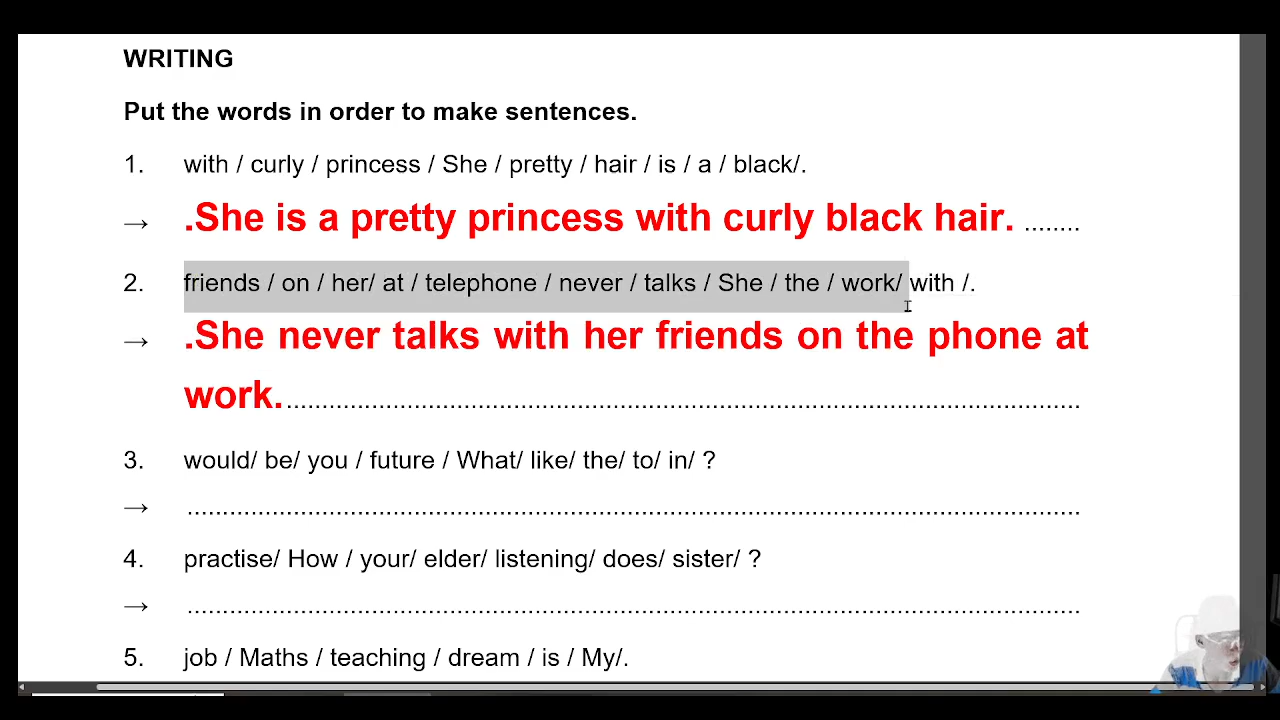 WRITING
Put the words in order to make sentences.
1. with / curly / princess / She / pretty / hair / is / a / black/.
→ .She is a pretty princess with curly black hair. ........
2. friends / on / her/ at / telephone / never / talks / She / the / work/ with /.
→ .She never talks with her friends on the phone at
work...................................................................................
3. would/ be/ you / future / What/ like/ the/ to/ in/ ?
→ ..............................................................................................
4. practise/ How / your/ elder/ listening/ does/ sister/ ?
→ ..............................................................................................
5. job / Maths / teaching / dream / is / My/.